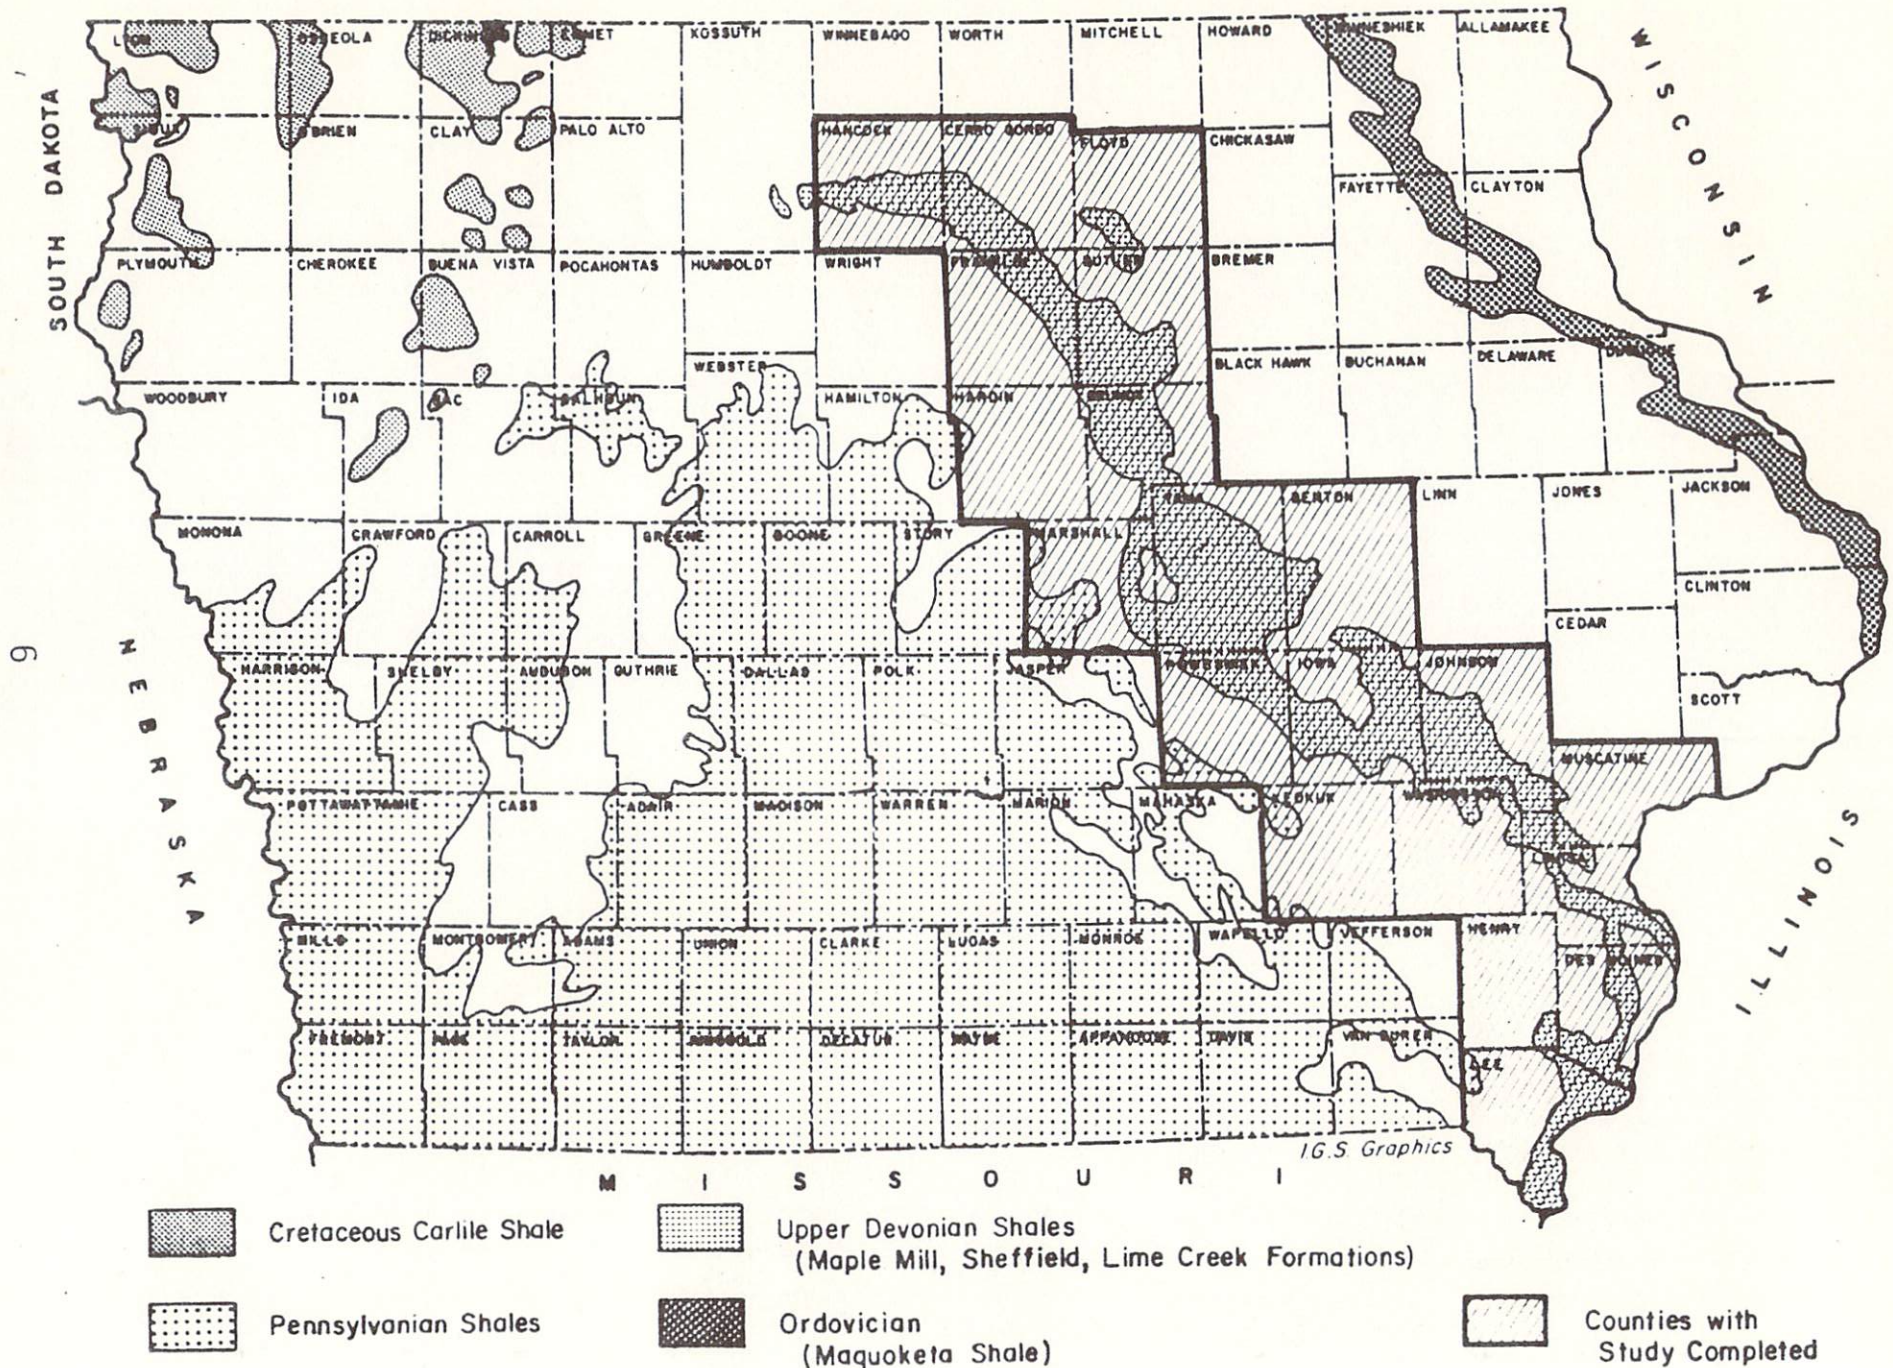 WISCONSIN
SOUTH DAKOTA
NEBRASKA
ILLINOIS
MISSOURI
LYON OSCEOLA DICKINSON EMMET KOSSUTH WINNEBAGO WORTH MITCHELL HOWARD WINNESHIEK ALLAMAKEE
SIOUX O'BRIEN CLAY PALO ALTO HANCOCK CERRO GORDO FLOYD CHICKASAW
FAYETTE CLAYTON
PLYMOUTH CHEROKEE BUENA VISTA POCAHONTAS HUMBOLDT WRIGHT FRANKLIN BUTLER BREMER
WEBSTER BLACK HAWK BUCHANAN DELAWARE DUBUQUE
WOODBURY IDA SAC CALHOUN HAMILTON HARDIN GRUNDY
TAMA BENTON LINN JONES JACKSON
MONONA CRAWFORD CARROLL GREENE BOONE STORY MARSHALL
CLINTON
CEDAR
HARRISON SHELBY AUDUBON GUTHRIE DALLAS POLK JASPER POWESHIEK IOWA JOHNSON
SCOTT
MUSCATINE
POTTAWATTAMIE CASS ADAIR MADISON WARREN MARION MAHASKA KEOKUK WASHINGTON
LOUISA
MILLS MONTGOMERY ADAMS UNION CLARKE LUCAS MONROE WAPELLO JEFFERSON HENRY
DES MOINES
FREMONT PAGE TAYLOR RINGGOLD DECATUR WAYNE APPANOOSE DAVIS VAN BUREN
LEE
I.G.S. Graphics
Cretaceous Carlile Shale
Upper Devonian Shales
(Maple Mill, Sheffield, Lime Creek Formations)
Pennsylvanian Shales
Ordovician
(Maquoketa Shale)
Counties with
Study Completed